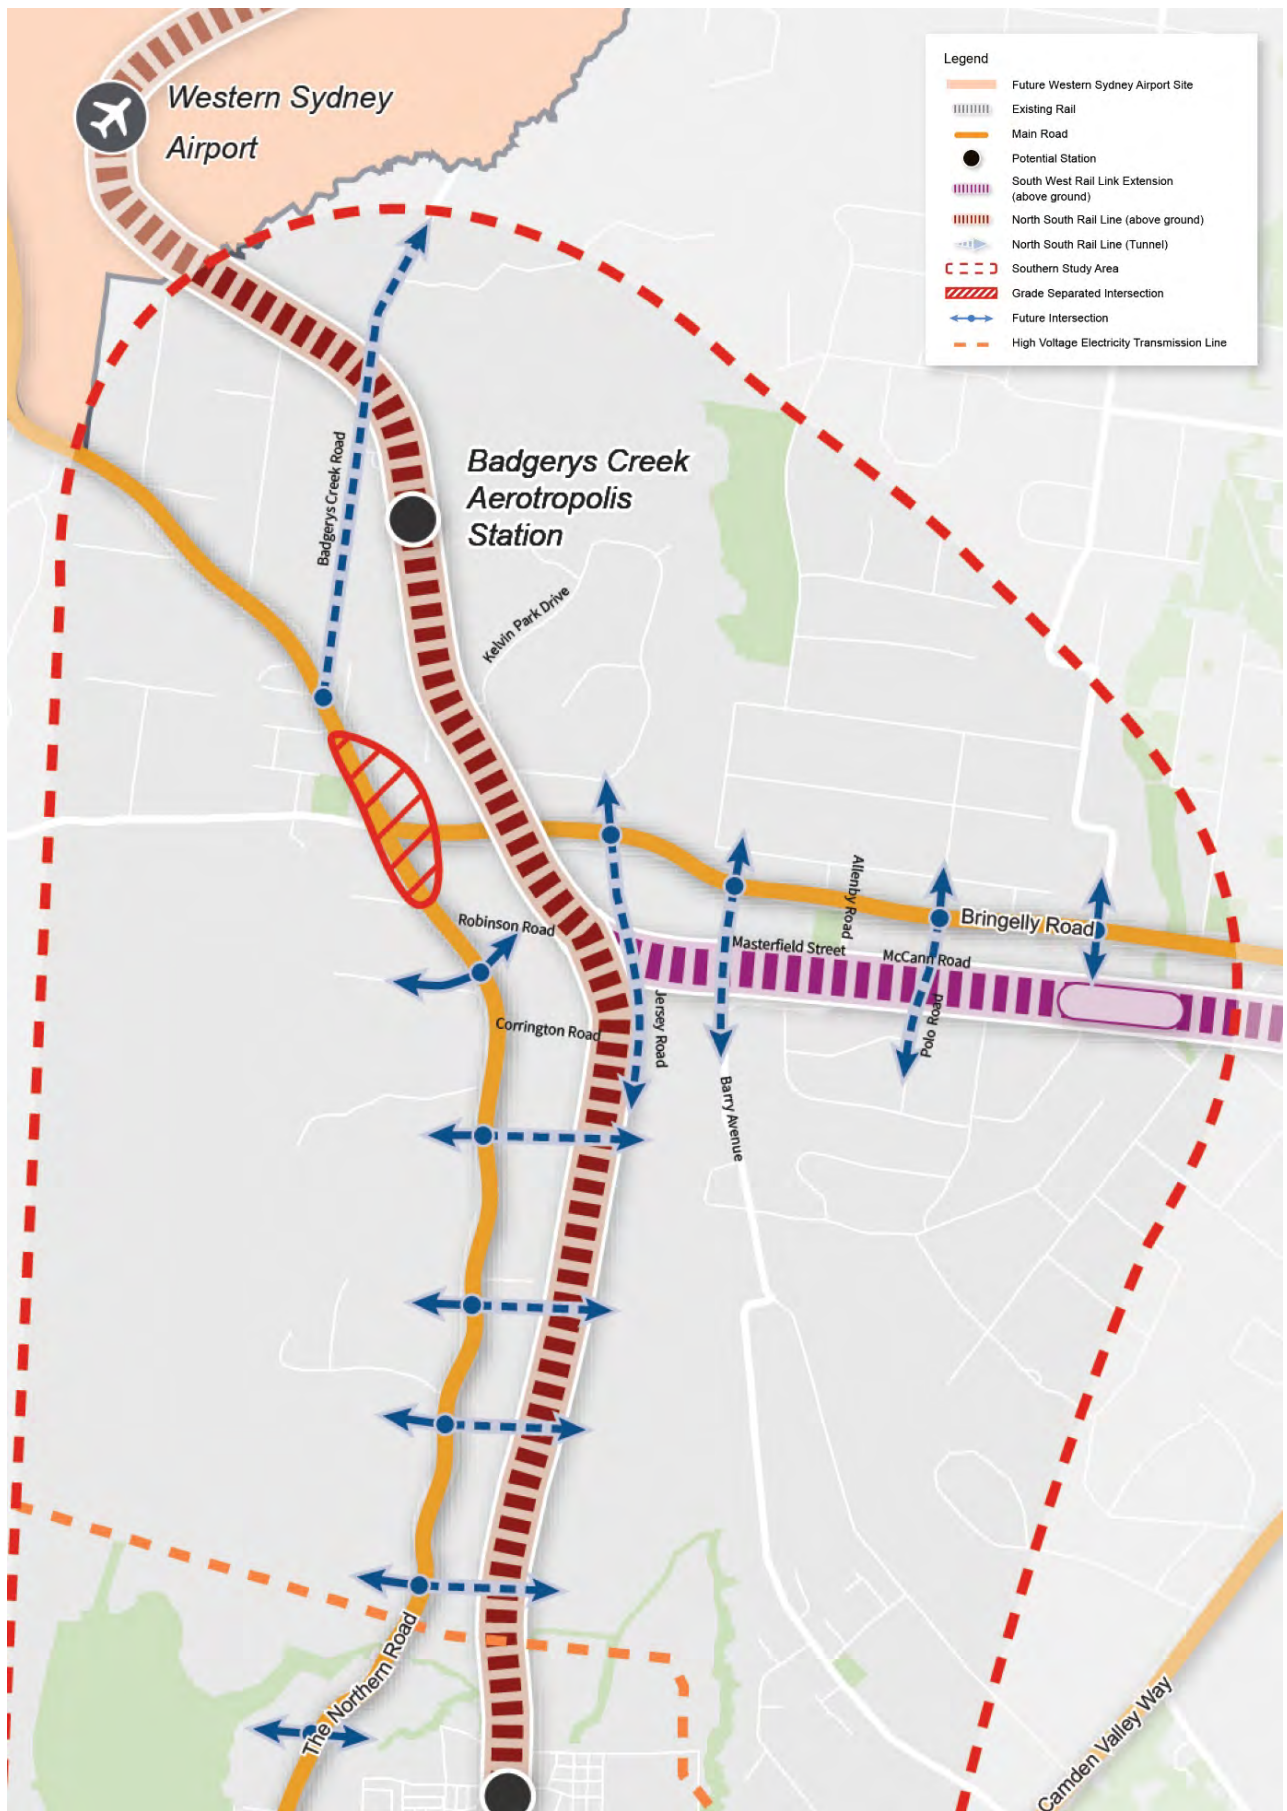 Legend
Future Western Sydney Airport Site
Existing Rail
Main Road
Potential Station
South West Rail Link Extension
(above ground)
North South Rail Line (above ground)
North South Rail Line (Tunnel)
Southern Study Area
Grade Separated Intersection
Future Intersection
High Voltage Electricity Transmission Line
Western Sydney
Airport
Badgerys Creek
Aerotropolis
Station
Badgerys Creek Road
Kelvin Park Drive
Allenby Road
Robinson Road
Bringelly Road
Masterfield Street
McCann Road
Corrington Road
Jersey Road
Polo Road
Barry Avenue
The Northern Road
Camden Valley Way